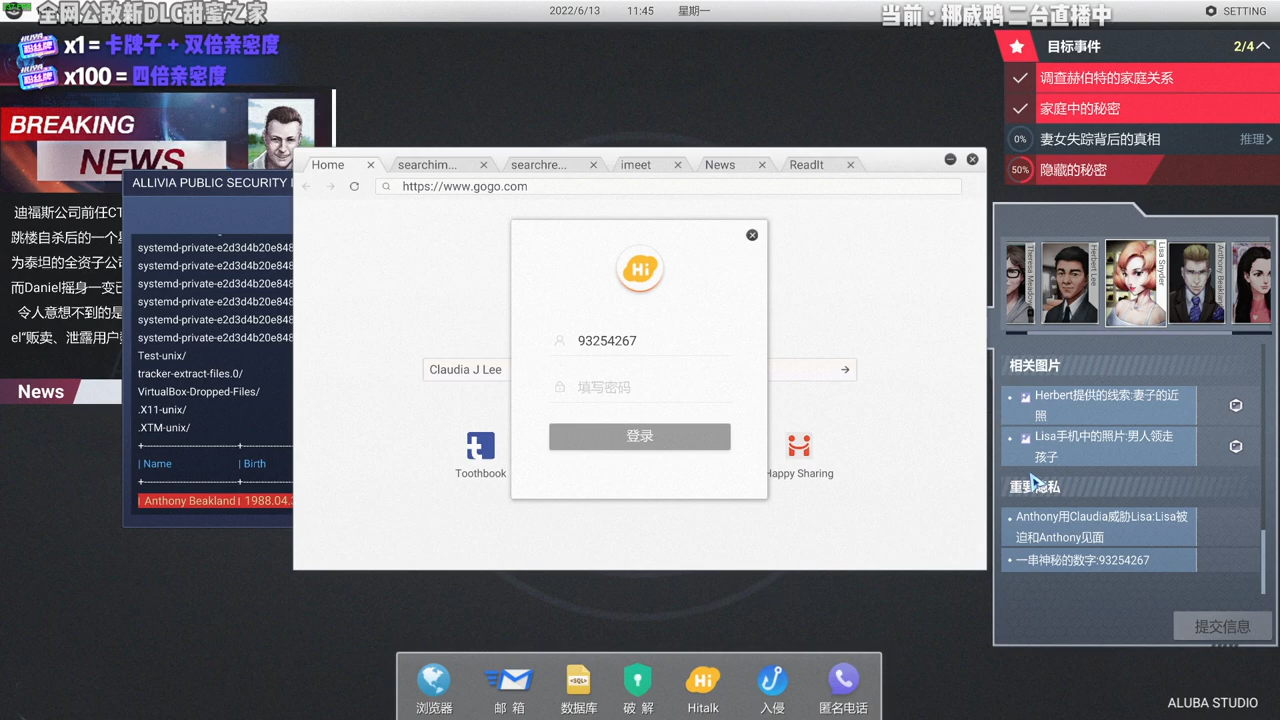 全网公敌新DLC甜蜜之家
2022/6/13 11:45 星期一
当前:挪威鸭 二台直播中
SETTING
粉丝牌 x1 = 卡牌子 + 双倍亲密度
粉丝牌 x100 = 四倍亲密度
BREAKING
NEWS
迪福斯公司前任CT
跳楼自杀后的一个星
为泰坦的全资子公司
而Daniel摇身一变已
令人意想不到的是
el"贩卖、泄露用户数
News
ALLIVIA PUBLIC SECURITY
systemd-private-e2d3d4b20e848
systemd-private-e2d3d4b20e848
systemd-private-e2d3d4b20e848
systemd-private-e2d3d4b20e848
systemd-private-e2d3d4b20e848
systemd-private-e2d3d4b20e848
Test-unix/
tracker-extract-files.0/
VirtualBox-Dropped-Files/
.X11-unix/
.XTM-unix/
| Name | Birth
| Anthony Beakland | 1988.04.
Home searchim... searchre... imeet News ReadIt
https://www.gogo.com
Hi
93254267
填写密码
登录
Claudia J Lee
Toothbook
Happy Sharing
目标事件 2/4
调查赫伯特的家庭关系
家庭中的秘密
0% 妻女失踪背后的真相 推理
50% 隐藏的秘密
Theresa Meadow
Herbert Lee
Lisa Snyder
Anthony Beakland
相关图片
Herbert提供的线索:妻子的近
照
Lisa手机中的照片:男人领走
孩子
重要隐私
Anthony用Claudia威胁Lisa:Lisa被
迫和Anthony见面
一串神秘的数字:93254267
提交信息
浏览器 邮箱 数据库 破解 Hitalk 入侵 匿名电话
ALUBA STUDIO